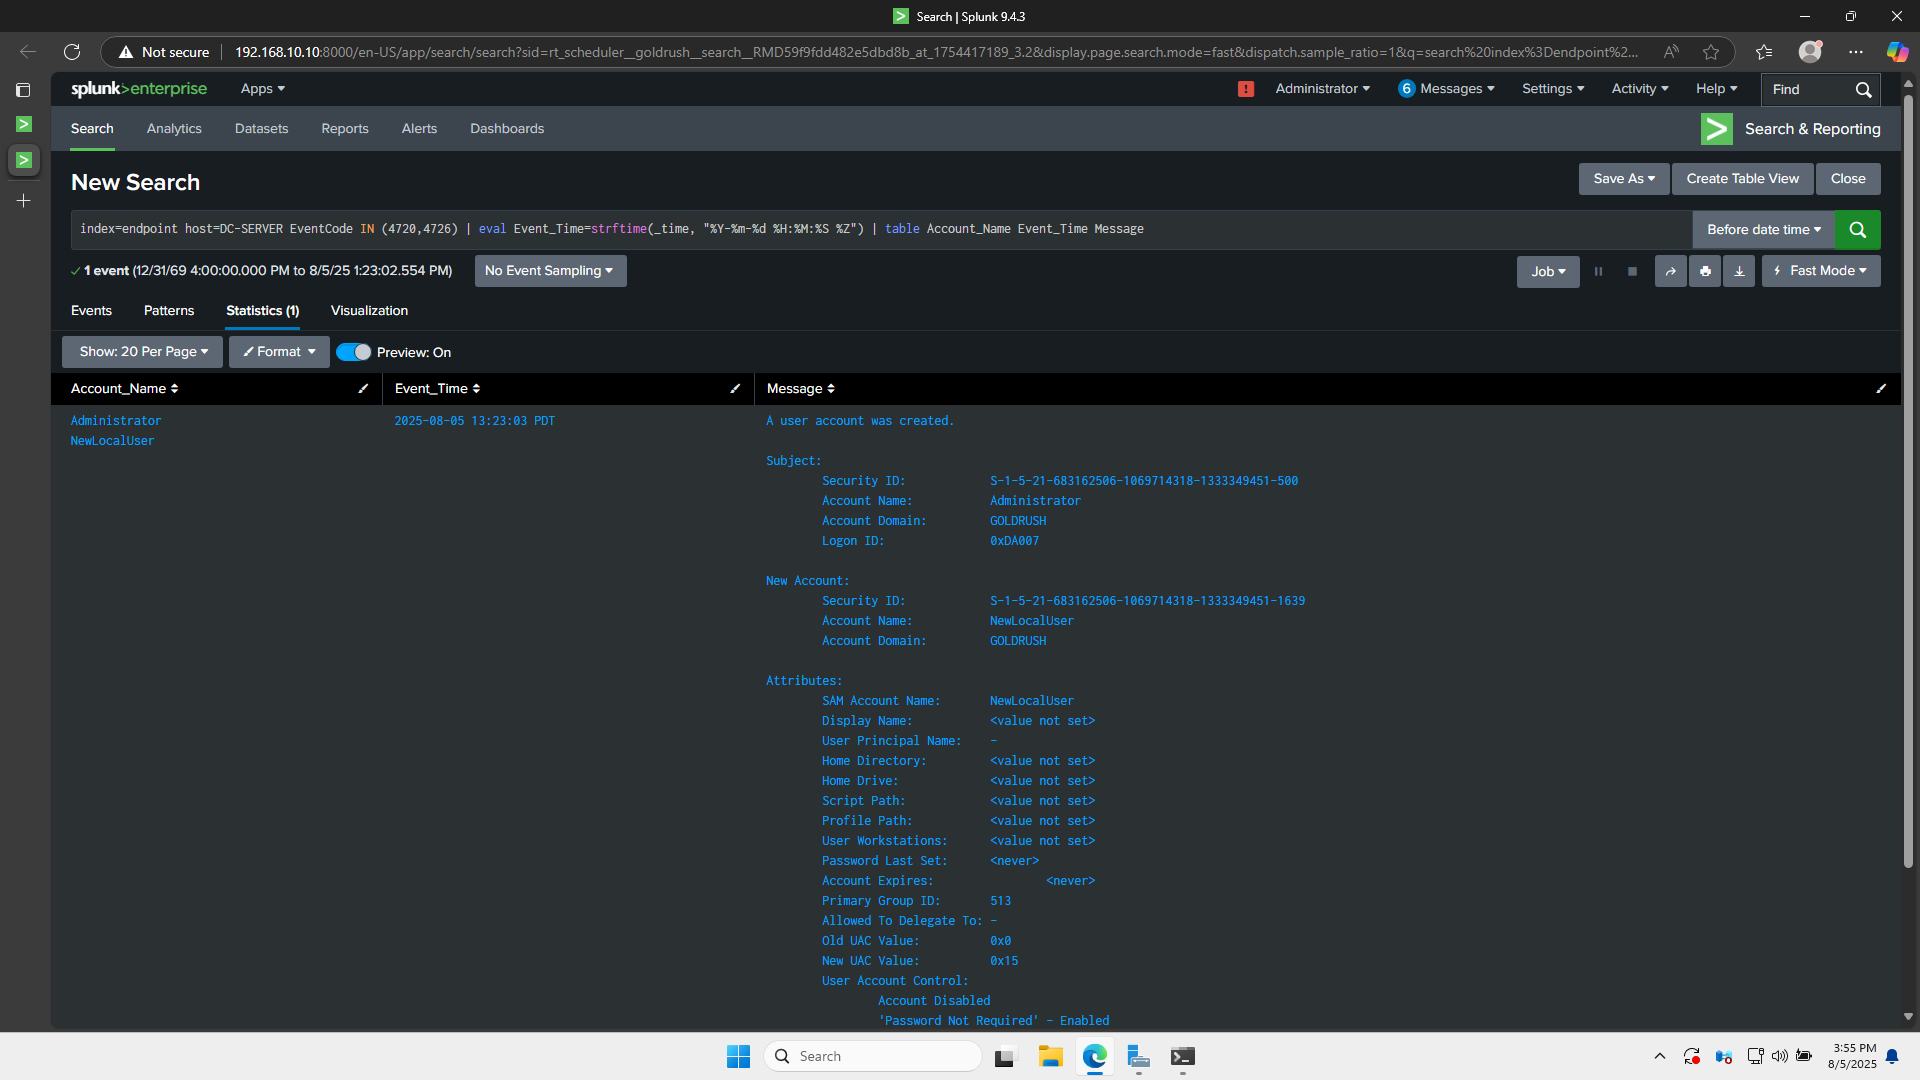 Search | Splunk 9.4.3
Not secure
192.168.10.10:8000/en-US/app/search/search?sid=rt_scheduler__goldrush__search__RMD59f9fdd482e5dbd8b_at_1754417189_3.2&display.page.search.mode=fast&dispatch.sample_ratio=1&q=search%20index%3Dendpoint%2...
splunk>enterprise
Apps
Administrator
6 Messages
Settings
Activity
Help
Find
Search
Analytics
Datasets
Reports
Alerts
Dashboards
Search & Reporting
New Search
Save As
Create Table View
Close
index=endpoint host=DC-SERVER EventCode IN (4720,4726) | eval Event_Time=strftime(_time, "%Y-%m-%d %H:%M:%S %Z") | table Account_Name Event_Time Message
Before date time
1 event (12/31/69 4:00:00.000 PM to 8/5/25 1:23:02.554 PM)
No Event Sampling
Job
Fast Mode
Events
Patterns
Statistics (1)
Visualization
Show: 20 Per Page
Format
Preview: On
Account_Name
Event_Time
Message
Administrator
NewLocalUser
2025-08-05 13:23:03 PDT
A user account was created.
Subject:
Security ID: S-1-5-21-683162506-1069714318-1333349451-500
Account Name: Administrator
Account Domain: GOLDRUSH
Logon ID: 0xDA007
New Account:
Security ID: S-1-5-21-683162506-1069714318-1333349451-1639
Account Name: NewLocalUser
Account Domain: GOLDRUSH
Attributes:
SAM Account Name: NewLocalUser
Display Name: <value not set>
User Principal Name: -
Home Directory: <value not set>
Home Drive: <value not set>
Script Path: <value not set>
Profile Path: <value not set>
User Workstations: <value not set>
Password Last Set: <never>
Account Expires: <never>
Primary Group ID: 513
Allowed To Delegate To: -
Old UAC Value: 0x0
New UAC Value: 0x15
User Account Control:
Account Disabled
'Password Not Required' - Enabled
Search
3:55 PM
8/5/2025